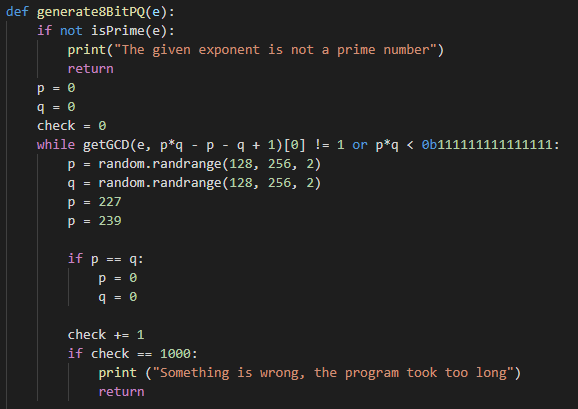 def generate8BitPQ(e):
    if not isPrime(e):
        print("The given exponent is not a prime number")
        return
    p = 0
    q = 0
    check = 0
    while getGCD(e, p*q - p - q + 1)[0] != 1 or p*q < 0b111111111111111:
        p = random.randrange(128, 256, 2)
        q = random.randrange(128, 256, 2)
        p = 227
        p = 239
        if p == q:
            p = 0
            q = 0
        check += 1
        if check == 1000:
            print ("Something is wrong, the program took too long")
            return